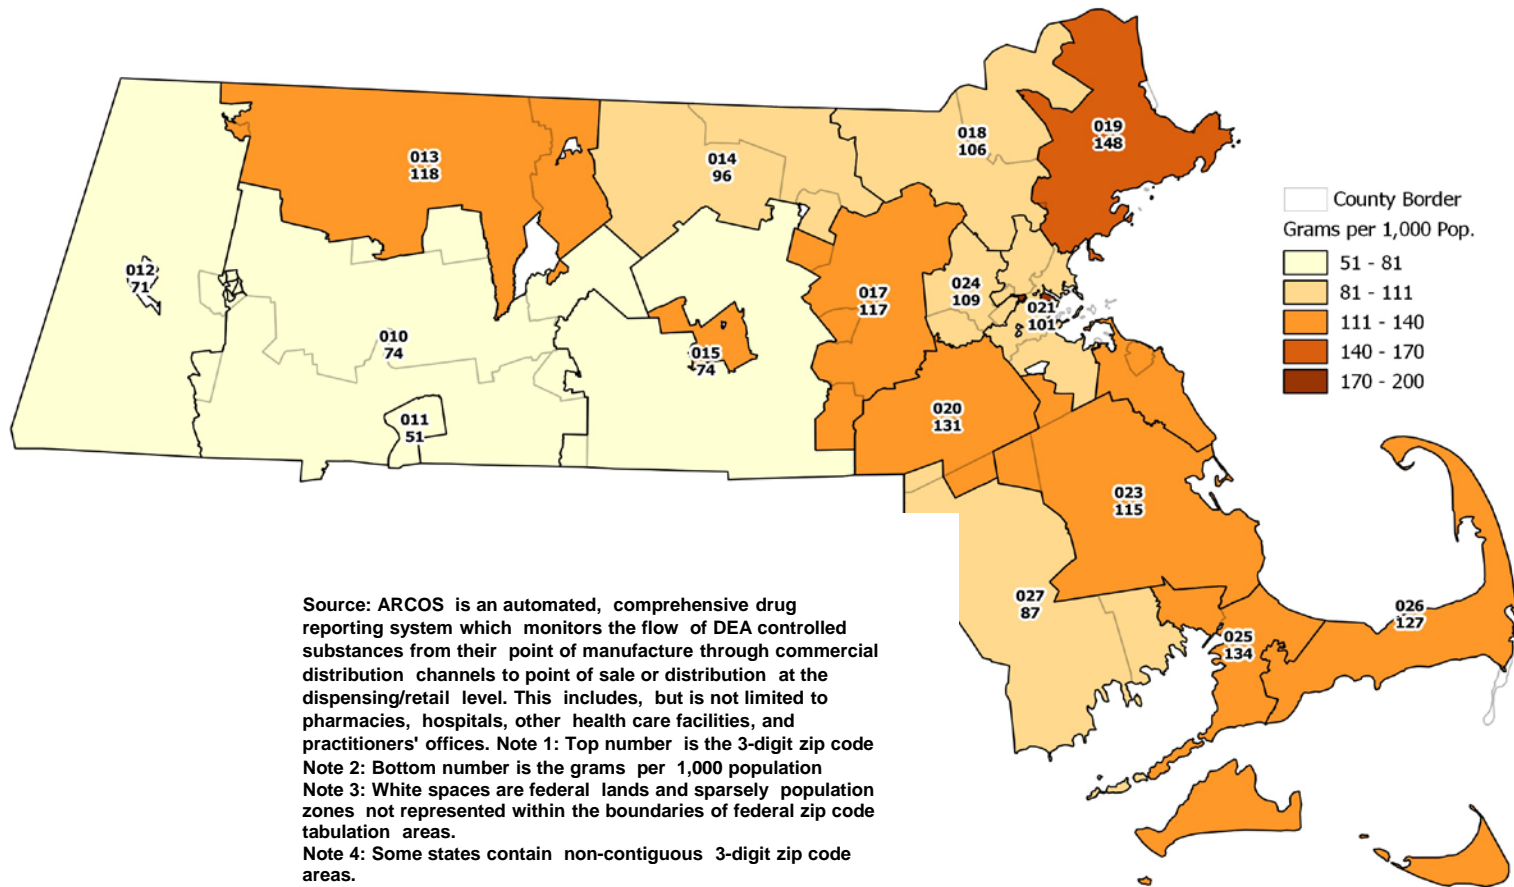 019
148
018
106
013
118
014
96
County Border
Grams per 1,000 Pop.
51 - 81
81 - 111
111 - 140
140 - 170
170 - 200
012
71
024
109
017
117
021
101
010
74
015
74
011
51
020
131
023
115
027
87
026
127
025
134
Source: ARCOS is an automated, comprehensive drug
reporting system which monitors the flow of DEA controlled
substances from their point of manufacture through commercial
distribution channels to point of sale or distribution at the
dispensing/retail level. This includes, but is not limited to
pharmacies, hospitals, other health care facilities, and
practitioners' offices. Note 1: Top number is the 3-digit zip code
Note 2: Bottom number is the grams per 1,000 population
Note 3: White spaces are federal lands and sparsely population
zones not represented within the boundaries of federal zip code
tabulation areas.
Note 4: Some states contain non-contiguous 3-digit zip code
areas.